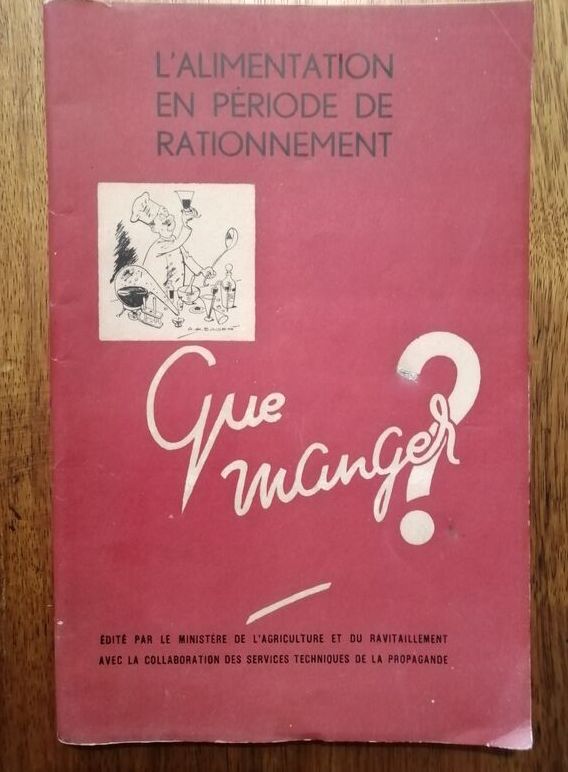 L'ALIMENTATION
EN PÉRIODE DE
RATIONNEMENT
Que
manger?
ÉDITÉ PAR LE MINISTÉRE DE L'AGRICULTURE ET DU RAVITAILLEMENT
AVEC LA COLLABORATION DES SERVICES TECHNIQUES DE LA PROPAGANDE